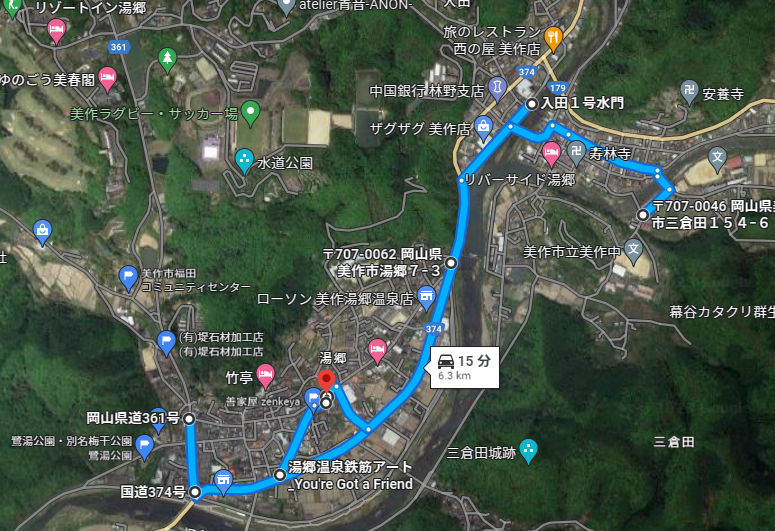 リゾートイン湯郷
atelier青音-ANON-
旅のレストラン
西の屋 美作店
361
374
179
ゆのごう美春閣
中国銀行 林野支店
入田１号水門
安養寺
美作ラグビー・サッカー場
ザグザグ 美作店
寿林寺
水道公園
リバーサイド湯郷
〒707-0046 岡山県
市三倉田１５４−６
〒707-0062 岡山県
美作市湯郷７−３
美作市立美作中
美作市福田
コミュニティセンター
ローソン 美作湯郷温泉店
幕谷カタクリ群生
374
(有)堤石材加工店
(有)堤石材加工店
湯郷
15 分
6.3 km
竹亭
善家屋 zenkeya
岡山県道361号
鷺湯公園・別名梅干公園
鷺湯公園
三倉田
三倉田城跡
湯郷温泉鉄筋アート
_You're Got a Friend
国道374号